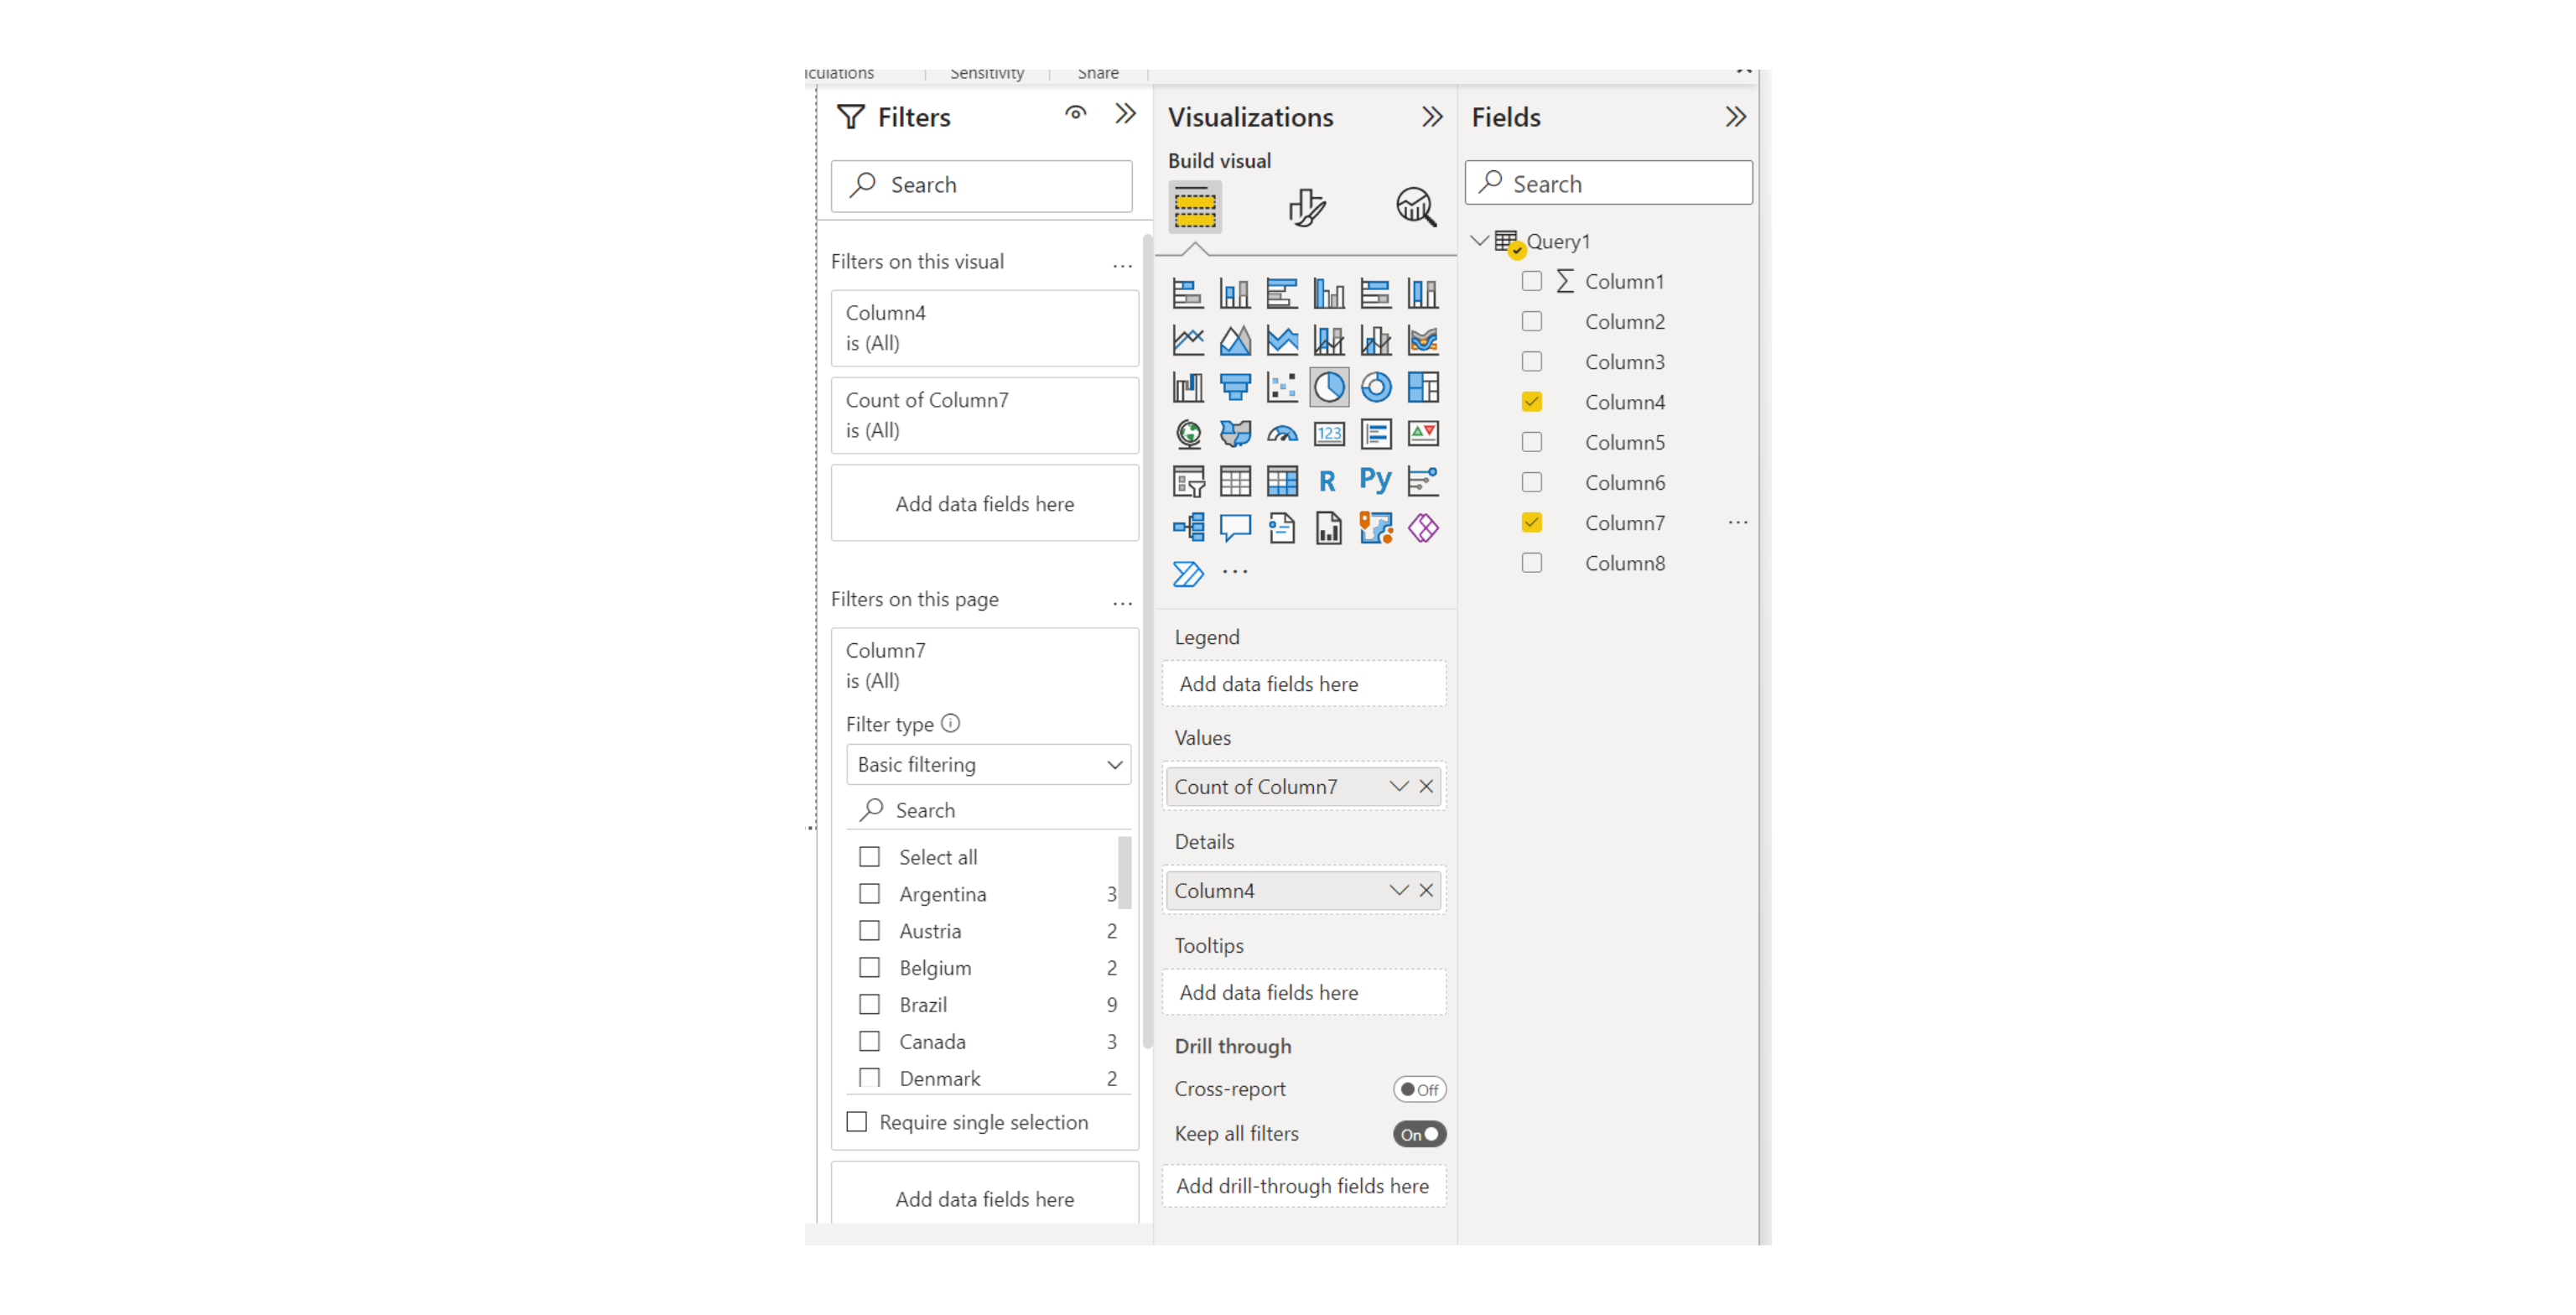 Sensitivity
Share
Filters
Search
Filters on this visual
...
Column4
is (All)
Count of Column7
is (All)
Add data fields here
Filters on this page
...
Column7
is (All)
Filter type
Basic filtering
Search
Select all
Argentina 3
Austria 2
Belgium 2
Brazil 9
Canada 3
Denmark 2
Require single selection
Add data fields here
Visualizations
Build visual
123
R
Py
...
Legend
Add data fields here
Values
Count of Column7
Details
Column4
Tooltips
Add data fields here
Drill through
Cross-report Off
Keep all filters On
Add drill-through fields here
Fields
Search
Query1
Σ Column1
Column2
Column3
Column4
Column5
Column6
Column7 ...
Column8